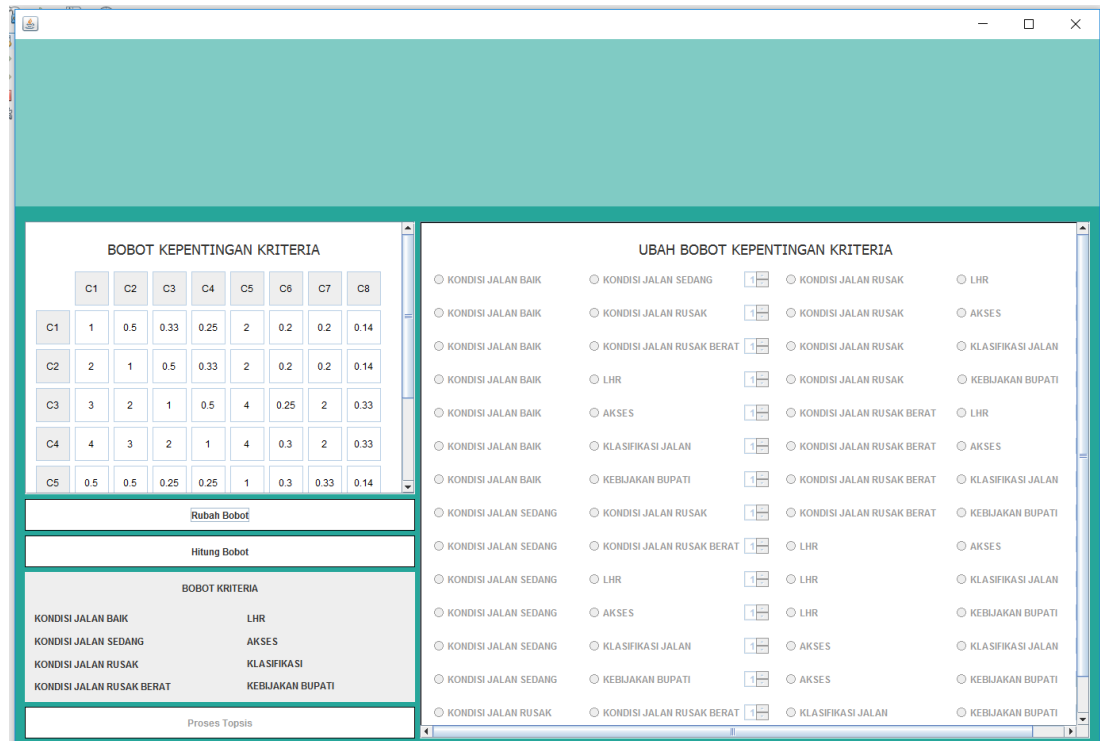 BOBOT KEPENTINGAN KRITERIA
C1 C2 C3 C4 C5 C6 C7 C8
C1 1 0.5 0.33 0.25 2 0.2 0.2 0.14
C2 2 1 0.5 0.33 2 0.2 0.2 0.14
C3 3 2 1 0.5 4 0.25 2 0.33
C4 4 3 2 1 4 0.3 2 0.33
C5 0.5 0.5 0.25 0.25 1 0.3 0.33 0.14
Rubah Bobot
Hitung Bobot
BOBOT KRITERIA
KONDISI JALAN BAIK LHR
KONDISI JALAN SEDANG AKSES
KONDISI JALAN RUSAK KLASIFIKASI
KONDISI JALAN RUSAK BERAT KEBIJAKAN BUPATI
Proses Topsis
UBAH BOBOT KEPENTINGAN KRITERIA
KONDISI JALAN BAIK KONDISI JALAN SEDANG 1 KONDISI JALAN RUSAK LHR
KONDISI JALAN BAIK KONDISI JALAN RUSAK 1 KONDISI JALAN RUSAK AKSES
KONDISI JALAN BAIK KONDISI JALAN RUSAK BERAT 1 KONDISI JALAN RUSAK KLASIFIKASI JALAN
KONDISI JALAN BAIK LHR 1 KONDISI JALAN RUSAK KEBIJAKAN BUPATI
KONDISI JALAN BAIK AKSES 1 KONDISI JALAN RUSAK BERAT LHR
KONDISI JALAN BAIK KLASIFIKASI JALAN 1 KONDISI JALAN RUSAK BERAT AKSES
KONDISI JALAN BAIK KEBIJAKAN BUPATI 1 KONDISI JALAN RUSAK BERAT KLASIFIKASI JALAN
KONDISI JALAN SEDANG KONDISI JALAN RUSAK 1 KONDISI JALAN RUSAK BERAT KEBIJAKAN BUPATI
KONDISI JALAN SEDANG KONDISI JALAN RUSAK BERAT 1 LHR AKSES
KONDISI JALAN SEDANG LHR 1 LHR KLASIFIKASI JALAN
KONDISI JALAN SEDANG AKSES 1 LHR KEBIJAKAN BUPATI
KONDISI JALAN SEDANG KLASIFIKASI JALAN 1 AKSES KLASIFIKASI JALAN
KONDISI JALAN SEDANG KEBIJAKAN BUPATI 1 AKSES KEBIJAKAN BUPATI
KONDISI JALAN RUSAK KONDISI JALAN RUSAK BERAT 1 KLASIFIKASI JALAN KEBIJAKAN BUPATI